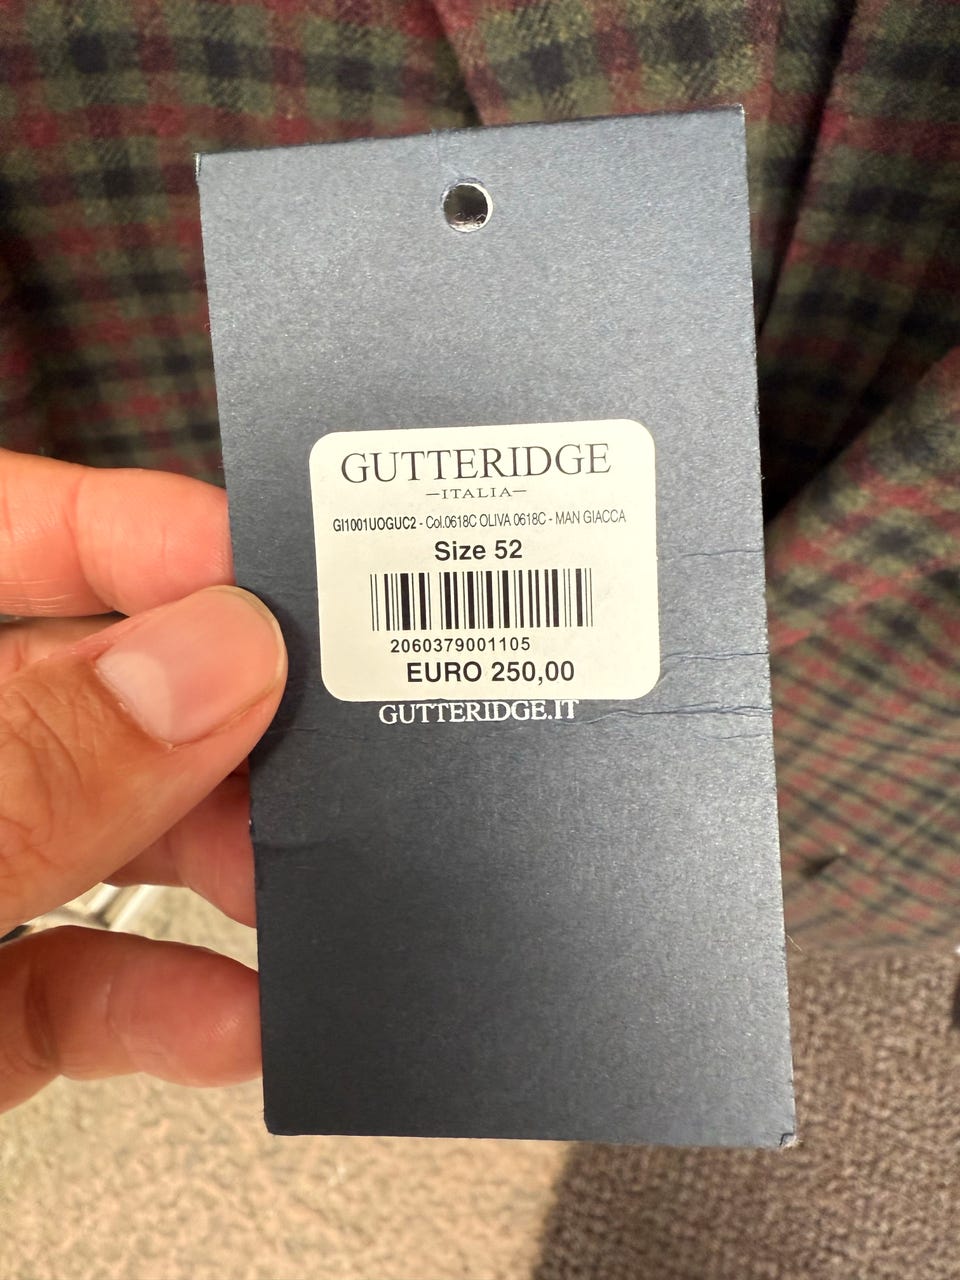 GUTTERIDGE
—ITALIA—
GI1001UOGUC2 - Col.0618C OLIVA 0618C - MAN GIACCA
Size 52
2060379001105
EURO 250,00
GUTTERIDGE.IT